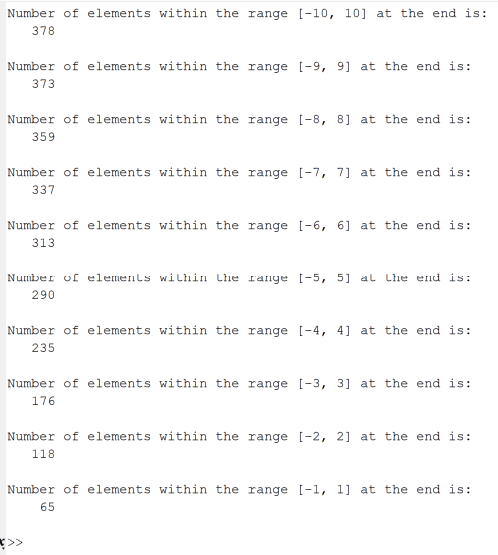 Number of elements within the range [-10, 10] at the end is:
378
Number of elements within the range [-9, 9] at the end is:
373
Number of elements within the range [-8, 8] at the end is:
359
Number of elements within the range [-7, 7] at the end is:
337
Number of elements within the range [-6, 6] at the end is:
313
Number of elements within the range [-5, 5] at the end is:
290
Number of elements within the range [-4, 4] at the end is:
235
Number of elements within the range [-3, 3] at the end is:
176
Number of elements within the range [-2, 2] at the end is:
118
Number of elements within the range [-1, 1] at the end is:
65
>>